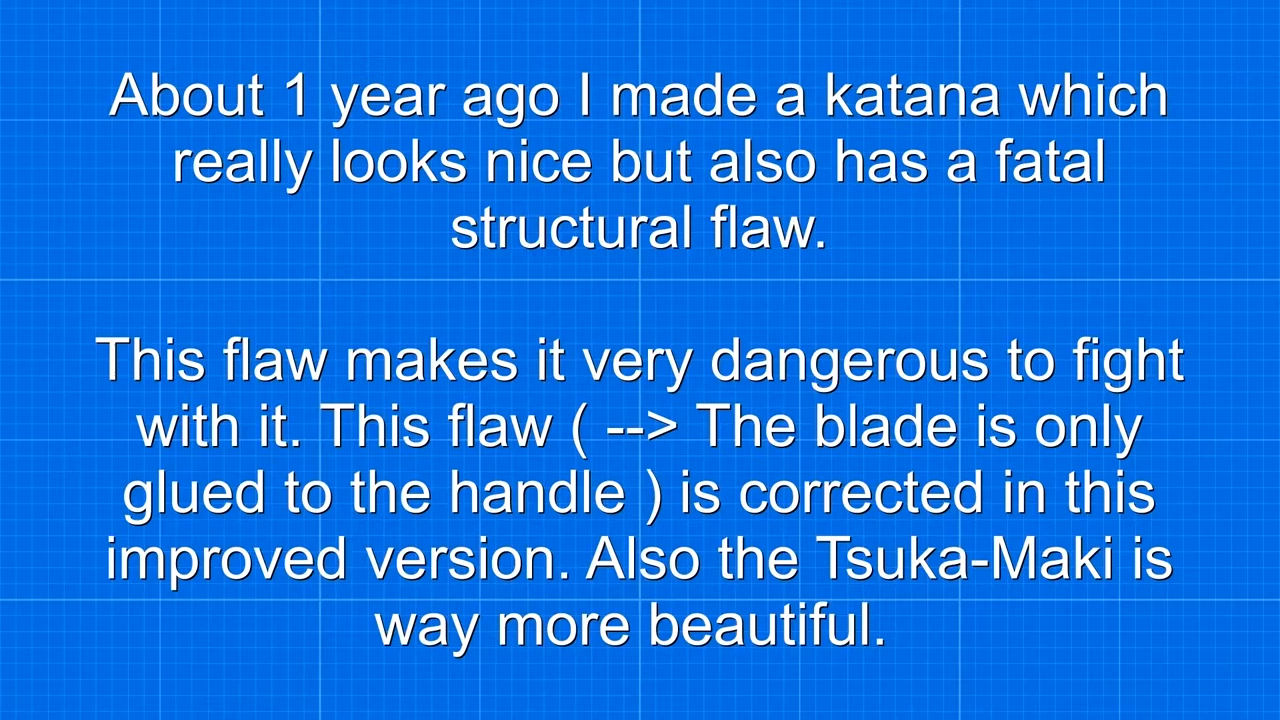 About 1 year ago I made a katana which
really looks nice but also has a fatal
structural flaw.
This flaw makes it very dangerous to fight
with it. This flaw ( --> The blade is only
glued to the handle ) is corrected in this
improved version. Also the Tsuka-Maki is
way more beautiful.